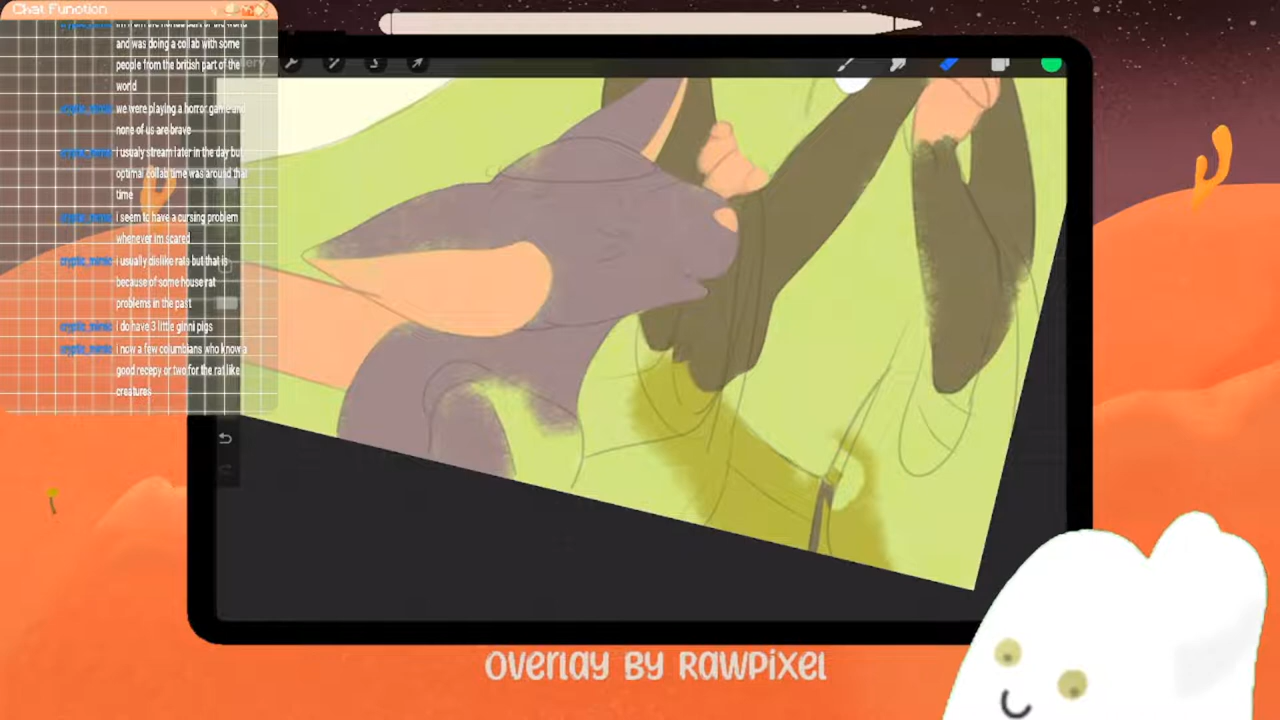 Chat Function
and was doing a collab with some
people from the british part of the
world
we were playing a horror game and
none of us are brave
i usualy stream later in the day but
optimal collab time was around that
time
i seem to have a cursing problem
whenever im scared
cryptic_mimic i usually dislike rats but that is
because of some house rat
problems in the past
cryptic_mimic I do have 3 little ginni pigs
cryptic_mimic i now a few columbians who know a
good recepy or two for the rat like
creatures
Overlay by Rawpixel